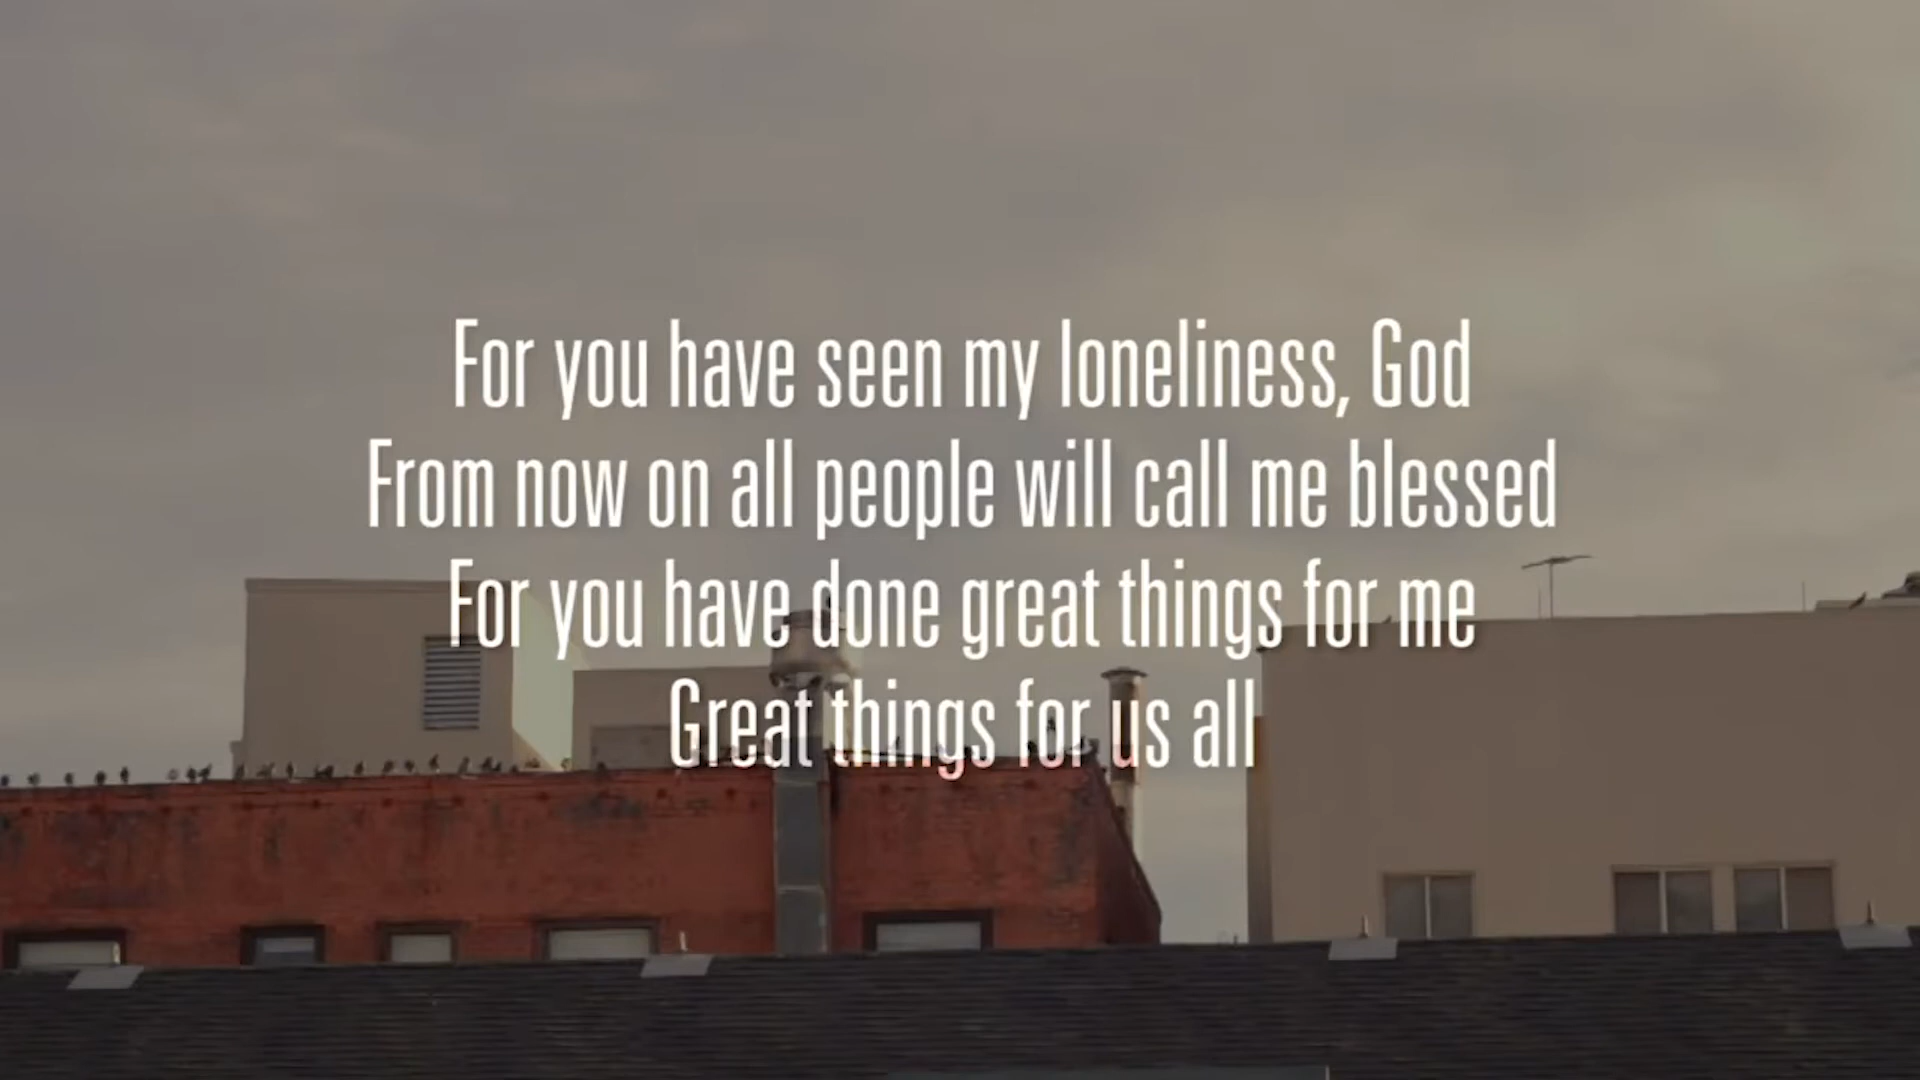 For you have seen my loneliness, God
From now on all people will call me blessed
For you have done great things for me
Great things for us all